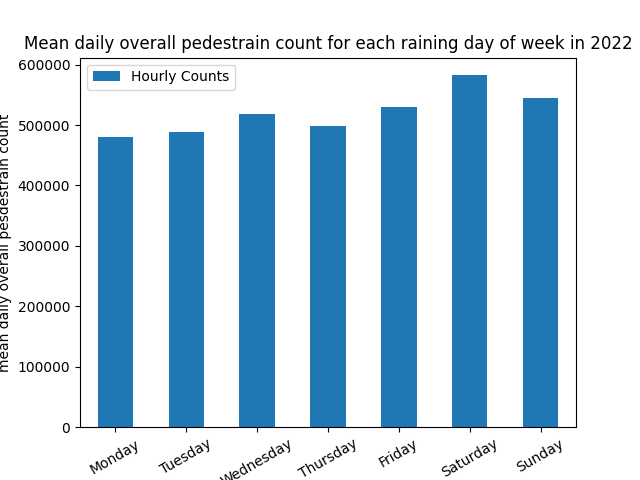 Mean daily overall pedestrain count for each raining day of week in 2022
Hourly Counts
600000
500000
400000
300000
200000
100000
0
mean daily overall pesdestrain count
Monday
Tuesday
Wednesday
Thursday
Friday
Saturday
Sunday